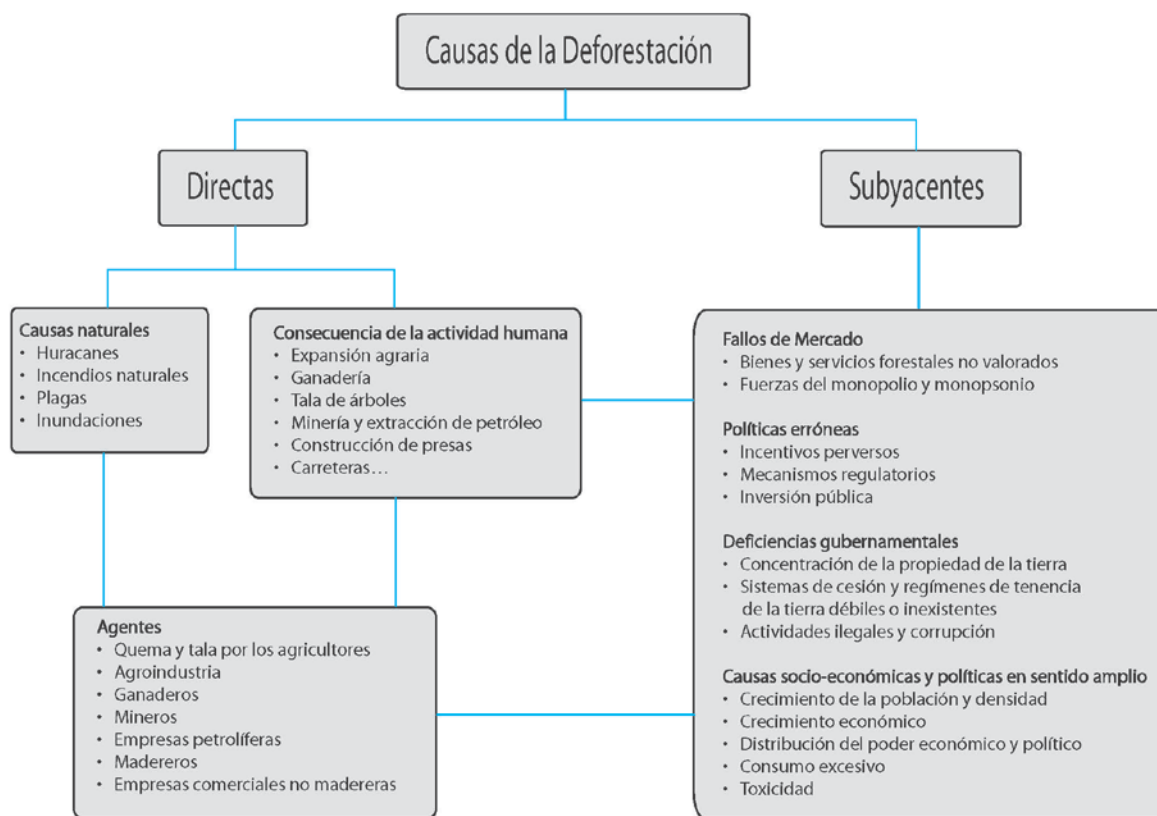 Causas de la Deforestación
Directas
Subyacentes
Causas naturales
• Huracanes
• Incendios naturales
• Plagas
• Inundaciones
Consecuencia de la actividad humana
• Expansión agraria
• Ganadería
• Tala de árboles
• Minería y extracción de petróleo
• Construcción de presas
• Carreteras…
Agentes
• Quema y tala por los agricultores
• Agroindustria
• Ganaderos
• Mineros
• Empresas petrolíferas
• Madereros
• Empresas comerciales no madereras
Fallos de Mercado
• Bienes y servicios forestales no valorados
• Fuerzas del monopolio y monopsonio
Políticas erróneas
• Incentivos perversos
• Mecanismos regulatorios
• Inversión pública
Deficiencias gubernamentales
• Concentración de la propiedad de la tierra
• Sistemas de cesión y regímenes de tenencia
de la tierra débiles o inexistentes
• Actividades ilegales y corrupción
Causas socio-económicas y políticas en sentido amplio
• Crecimiento de la población y densidad
• Crecimiento económico
• Distribución del poder económico y político
• Consumo excesivo
• Toxicidad